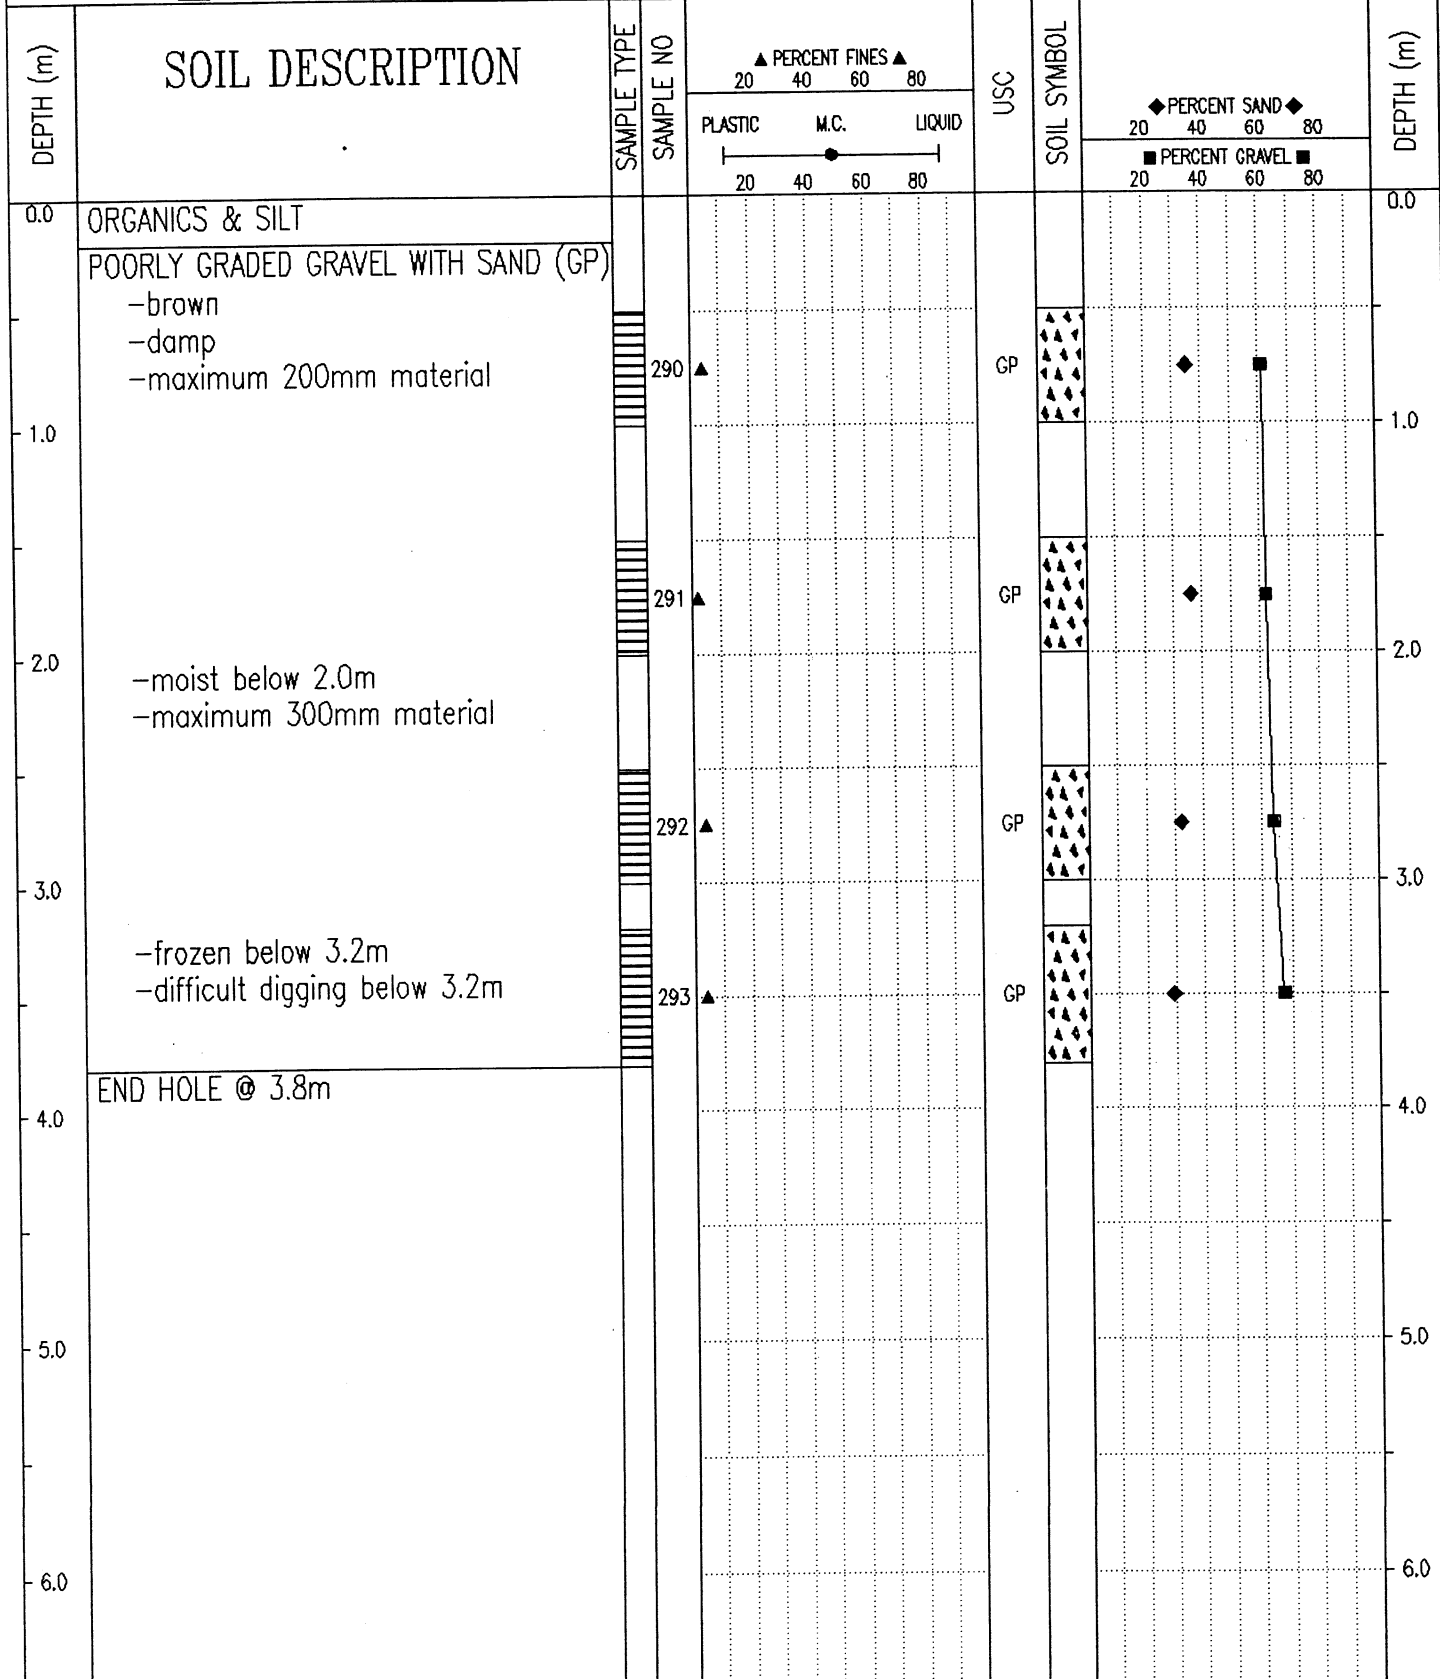 DEPTH (m)
SOIL DESCRIPTION
SAMPLE TYPE
SAMPLE NO
▲ PERCENT FINES ▲
20 40 60 80
PLASTIC M.C. LIQUID
20 40 60 80
USC
SOIL SYMBOL
◆ PERCENT SAND ◆
20 40 60 80
■ PERCENT GRAVEL ■
20 40 60 80
DEPTH (m)
0.0 ORGANICS & SILT 0.0
POORLY GRADED GRAVEL WITH SAND (GP)
-brown
-damp
-maximum 200mm material 290 GP
1.0 1.0
291 GP
2.0 2.0
-moist below 2.0m
-maximum 300mm material
292 GP
3.0 3.0
-frozen below 3.2m
-difficult digging below 3.2m 293 GP
END HOLE @ 3.8m
4.0 4.0
5.0 5.0
6.0 6.0